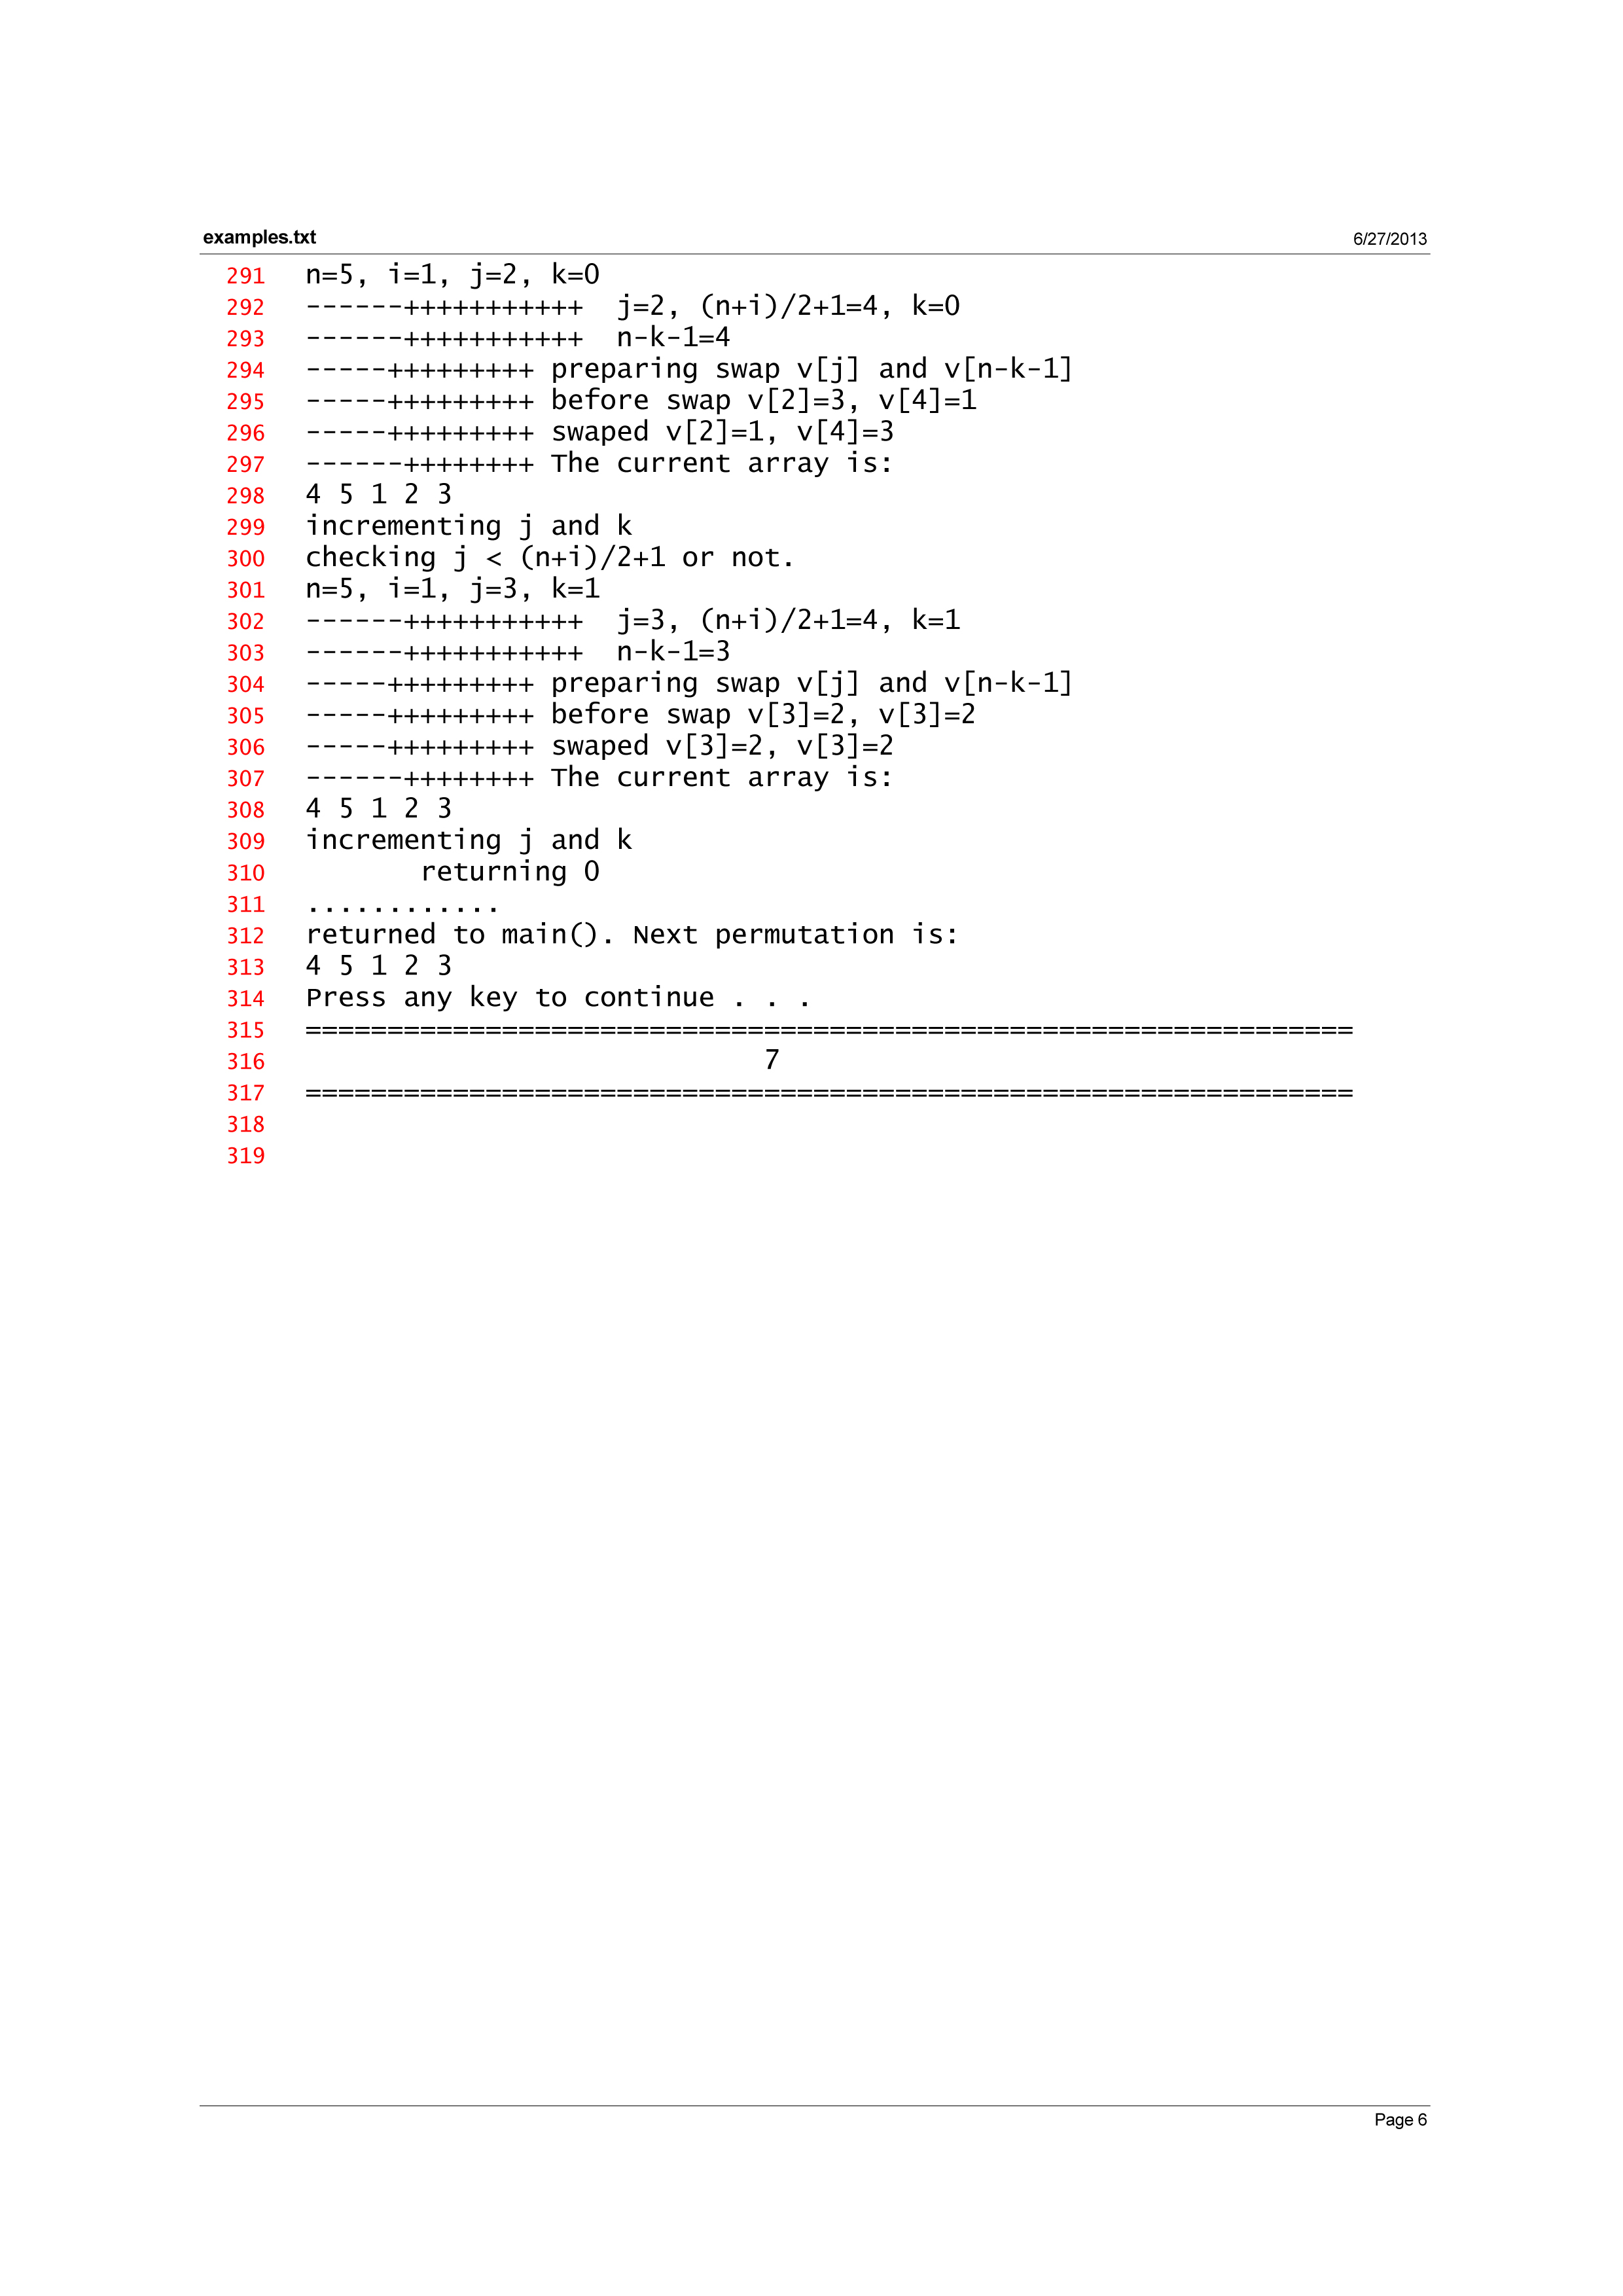 examples.txt 6/27/2013
291 n=5, i=1, j=2, k=0
292 ------+++++++++++  j=2, (n+i)/2+1=4, k=0
293 ------+++++++++++  n-k-1=4
294 -----+++++++++ preparing swap v[j] and v[n-k-1]
295 -----+++++++++ before swap v[2]=3, v[4]=1
296 -----+++++++++ swaped v[2]=1, v[4]=3
297 ------++++++++ The current array is:
298 4 5 1 2 3
299 incrementing j and k
300 checking j < (n+i)/2+1 or not.
301 n=5, i=1, j=3, k=1
302 ------+++++++++++  j=3, (n+i)/2+1=4, k=1
303 ------+++++++++++  n-k-1=3
304 -----+++++++++ preparing swap v[j] and v[n-k-1]
305 -----+++++++++ before swap v[3]=2, v[3]=2
306 -----+++++++++ swaped v[3]=2, v[3]=2
307 ------++++++++ The current array is:
308 4 5 1 2 3
309 incrementing j and k
310        returning 0
311 ............
312 returned to main(). Next permutation is:
313 4 5 1 2 3
314 Press any key to continue . . .
315 ================================================================
316                             7
317 ================================================================
318
319
Page 6